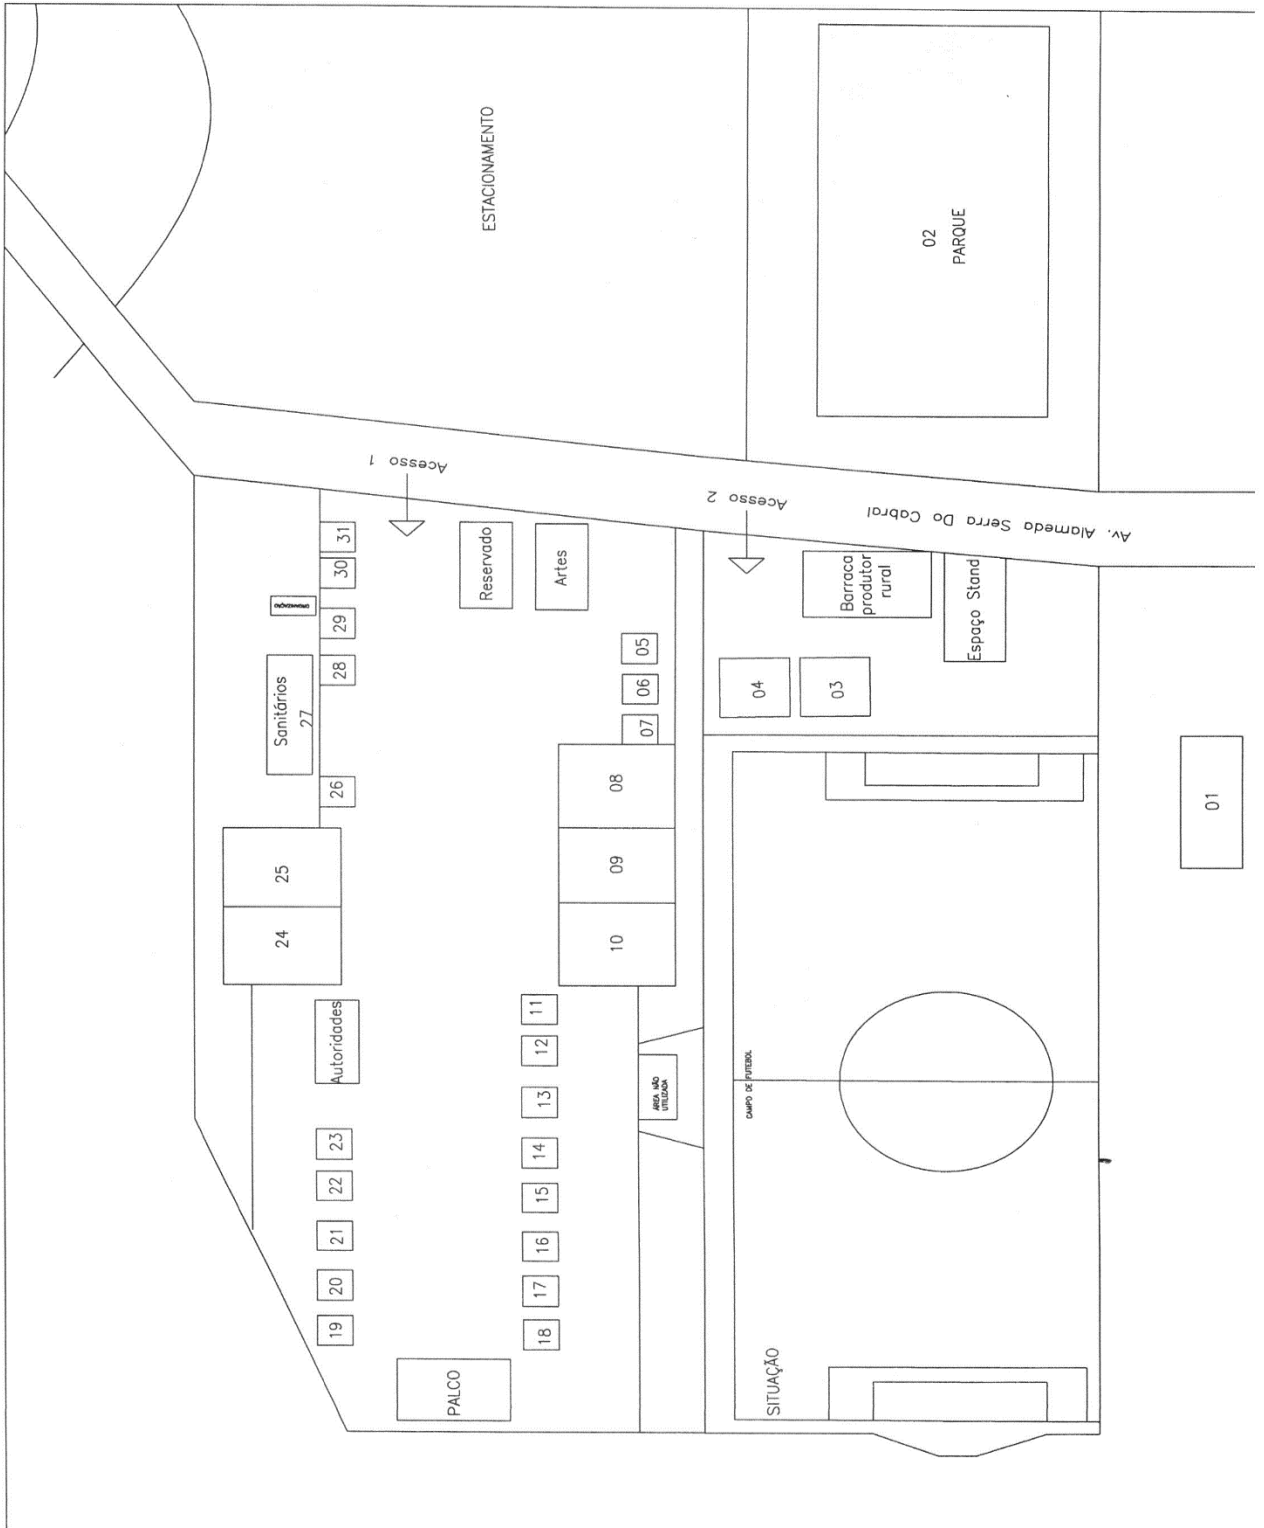 ESTACIONAMENTO
02
PARQUE
Acesso 1
Acesso 2
Av. Alameda Serra Do Cabral
31
30
ORGANIZAÇÃO
29
28
Sanitários
27
26
25
24
Autoridades
23
22
21
20
19
PALCO
Reservado
Artes
05
06
07
08
09
10
11
12
13
14
15
16
17
18
ÁREA NÃO
UTILIZADA
Barraca
produtor
rural
Espaço Stand
04
03
01
CAMPO DE FUTEBOL
SITUAÇÃO